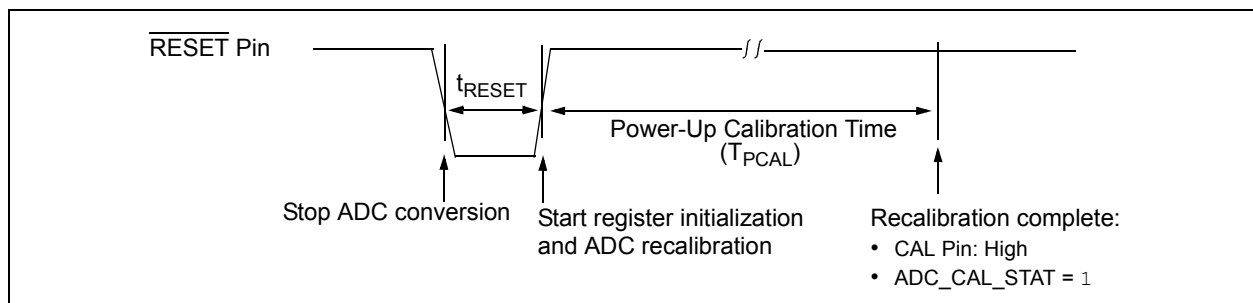 RESET Pin
tRESET
Power-Up Calibration Time
(TPCAL)
Stop ADC conversion
Start register initialization
and ADC recalibration
Recalibration complete:
• CAL Pin: High
• ADC_CAL_STAT = 1